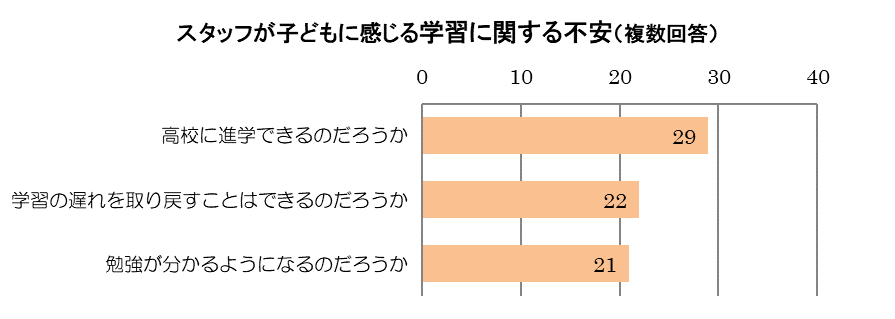 スタッフが子どもに感じる学習に関する不安（複数回答）
0 10 20 30 40
高校に進学できるのだろうか 29
学習の遅れを取り戻すことはできるのだろうか 22
勉強が分かるようになるのだろうか 21